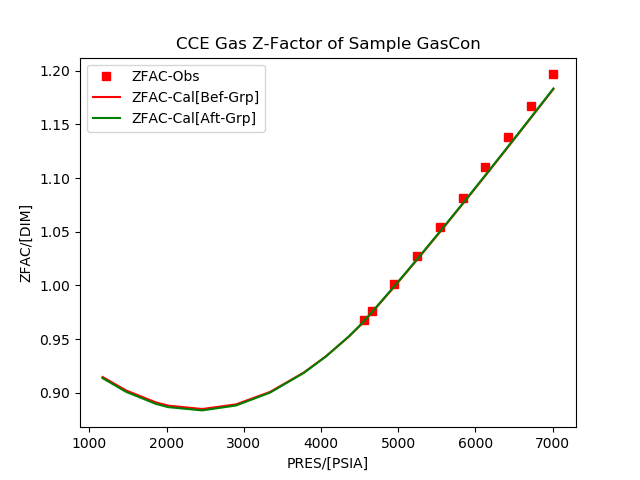 CCE Gas Z-Factor of Sample GasCon
ZFAC-Obs
ZFAC-Cal[Bef-Grp]
ZFAC-Cal[Aft-Grp]
1.20
1.15
1.10
1.05
1.00
0.95
0.90
ZFAC/[DIM]
1000 2000 3000 4000 5000 6000 7000
PRES/[PSIA]